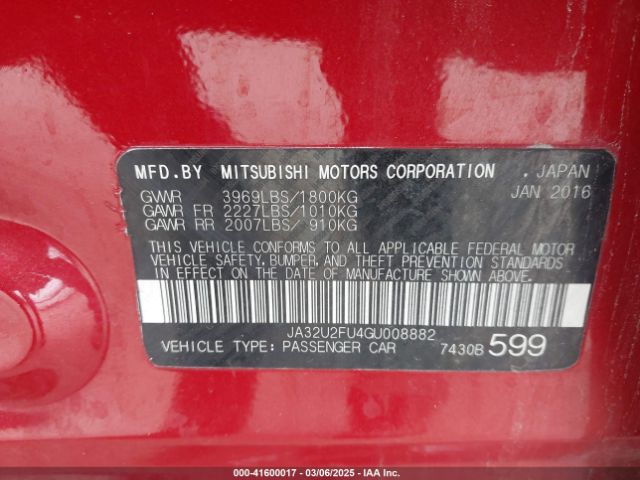 MFD.BY MITSUBISHI MOTORS CORPORATION . JAPAN
JAN 2016
GVWR 3969LBS/1800KG
GAWR FR 2227LBS/1010KG
GAWR RR 2007LBS/ 910KG
THIS VEHICLE CONFORMS TO ALL APPLICABLE FEDERAL MOTOR
VEHICLE SAFETY, BUMPER, AND THEFT PREVENTION STANDARDS
IN EFFECT ON THE DATE OF MANUFACTURE SHOWN ABOVE.
JA32U2FU4GU008882
VEHICLE TYPE: PASSENGER CAR 7430B 599
000-41600017 - 03/06/2025 - IAA Inc.